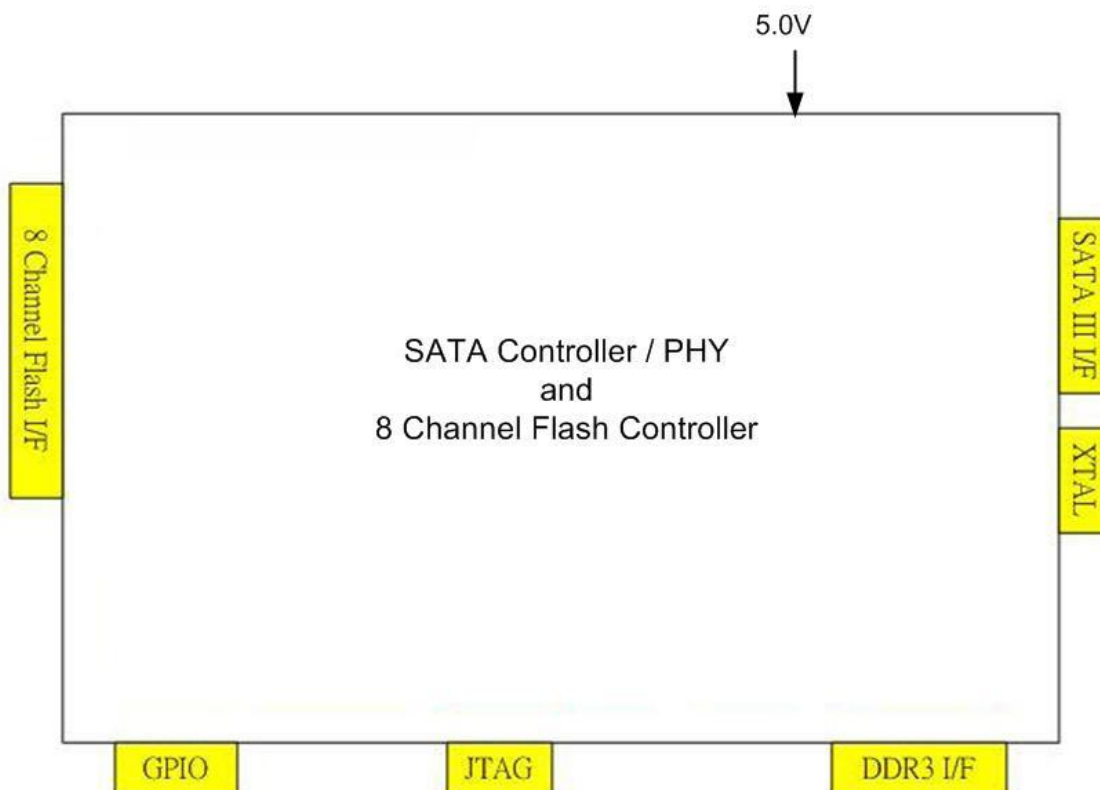 5.0V
8 Channel Flash I/F
SATA III I/F
SATA Controller / PHY
and
8 Channel Flash Controller
XTAL
GPIO
JTAG
DDR3 I/F